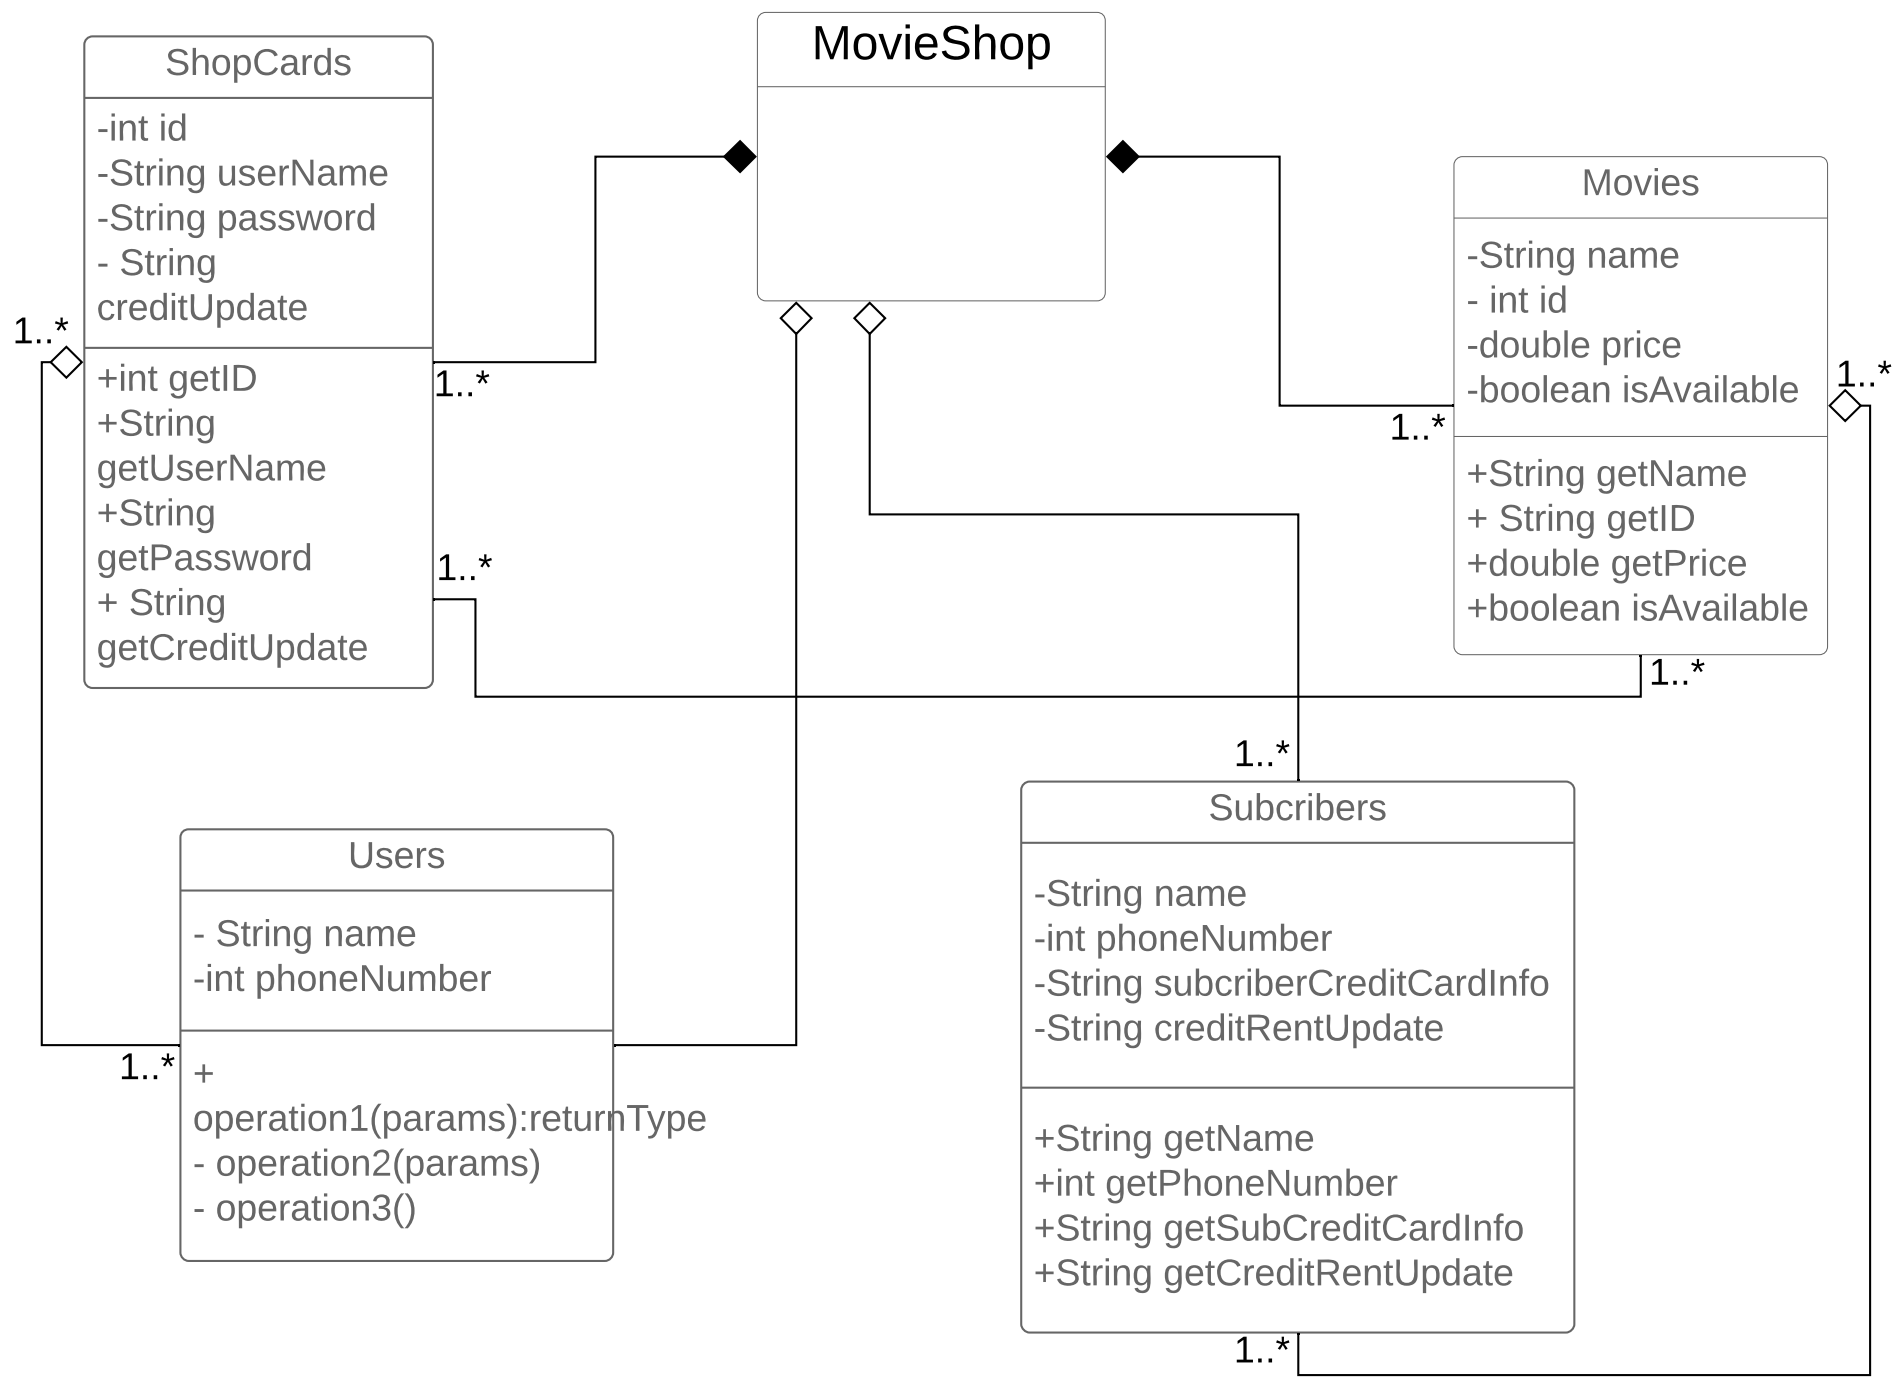 MovieShop
ShopCards
-int id
-String userName
-String password
- String
creditUpdate
+int getID
+String
getUserName
+String
getPassword
+ String
getCreditUpdate
1..*
1..*
1..*
Movies
-String name
- int id
-double price
-boolean isAvailable
+String getName
+ String getID
+double getPrice
+boolean isAvailable
1..*
1..*
1..*
Users
- String name
-int phoneNumber
+
operation1(params):returnType
- operation2(params)
- operation3()
1..*
1..*
Subcribers
-String name
-int phoneNumber
-String subcriberCreditCardInfo
-String creditRentUpdate
+String getName
+int getPhoneNumber
+String getSubCreditCardInfo
+String getCreditRentUpdate
1..*